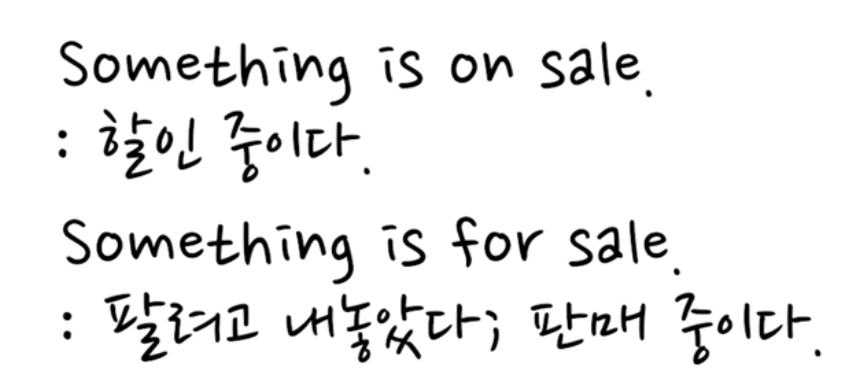 Something is on sale.
: 할인 중이다.
Something is for sale.
: 팔려고 내놓았다; 판매 중이다.